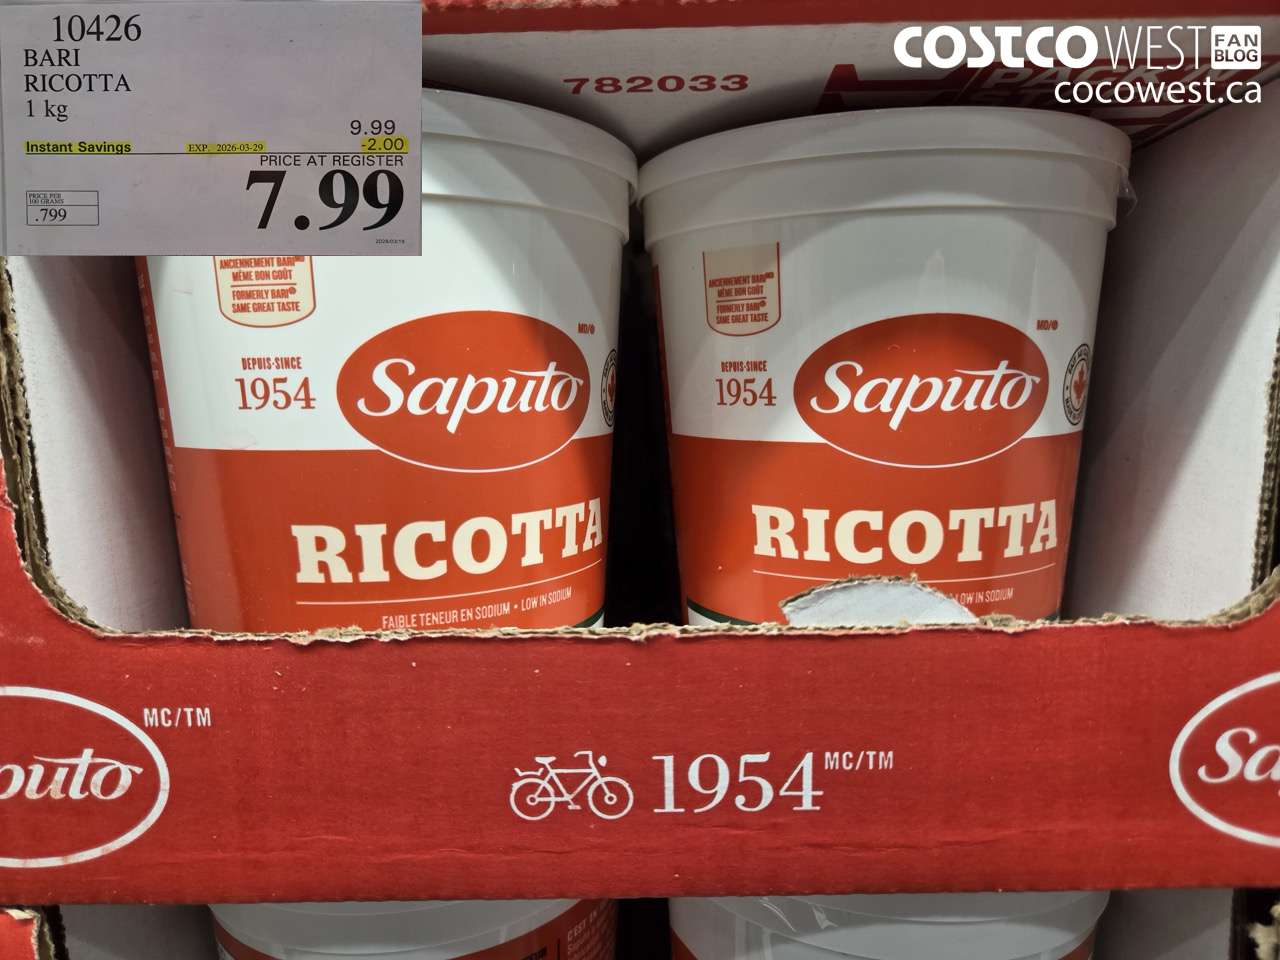 10426
BARI
RICOTTA
1 kg
9.99
Instant Savings EXP. 2026-03-29 -2.00
PRICE AT REGISTER
7.99
PRICE PER
100 GRAMS
.799
COSTCO WEST FAN BLOG
cocowest.ca
782033
ANCIENNEMENT BARI MD
MÊME BON GOÛT
FORMERLY BARI®
SAME GREAT TASTE
DEPUIS·SINCE
1954
Saputo MD/®
RICOTTA
FAIBLE TENEUR EN SODIUM • LOW IN SODIUM
ANCIENNEMENT BARI MD
MÊME BON GOÛT
FORMERLY BARI®
SAME GREAT TASTE
DEPUIS·SINCE
1954
Saputo MD/®
RICOTTA
LOW IN SODIUM
puto MC/TM
1954 MC/TM
Sa
C'EST EN